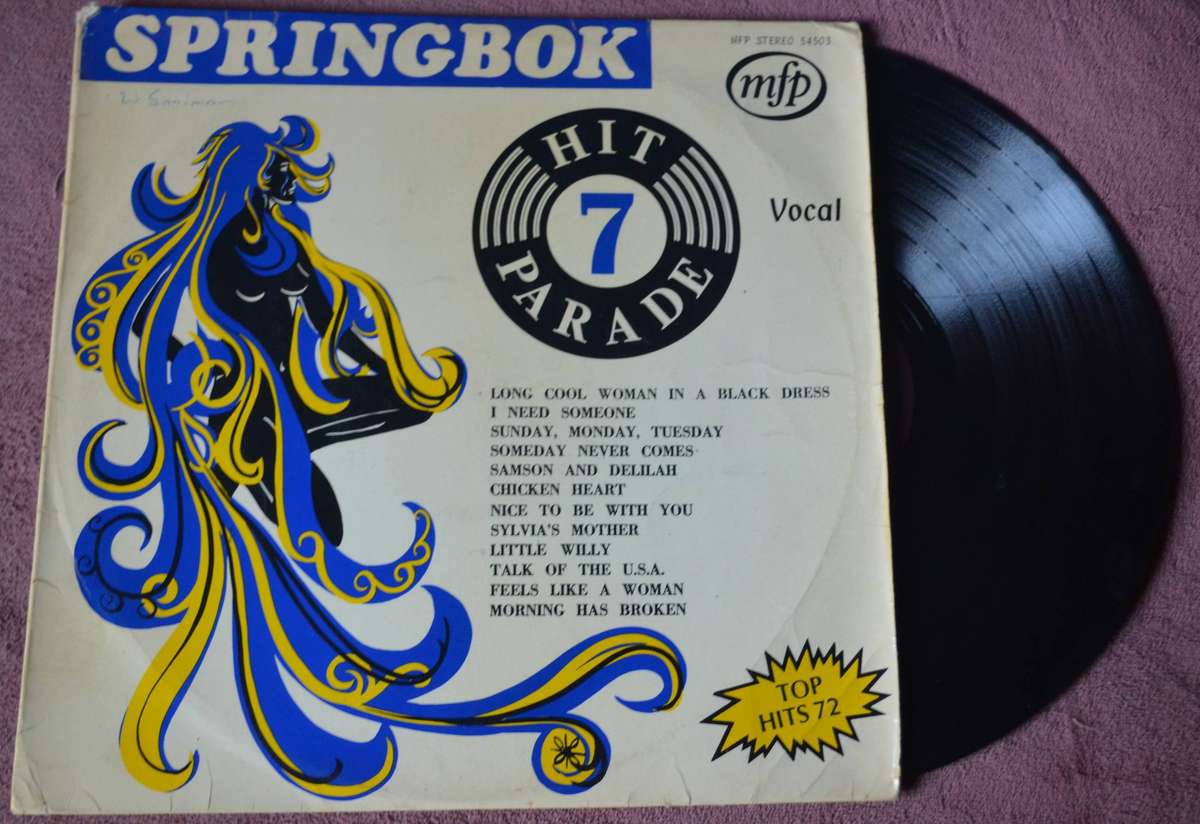 SPRINGBOK
MFP STEREO 54503
mfp
HIT
7
PARADE
Vocal
LONG COOL WOMAN IN A BLACK DRESS
I NEED SOMEONE
SUNDAY, MONDAY, TUESDAY
SOMEDAY NEVER COMES
SAMSON AND DELILAH
CHICKEN HEART
NICE TO BE WITH YOU
SYLVIA'S MOTHER
LITTLE WILLY
TALK OF THE U.S.A.
FEELS LIKE A WOMAN
MORNING HAS BROKEN
TOP
HITS 72